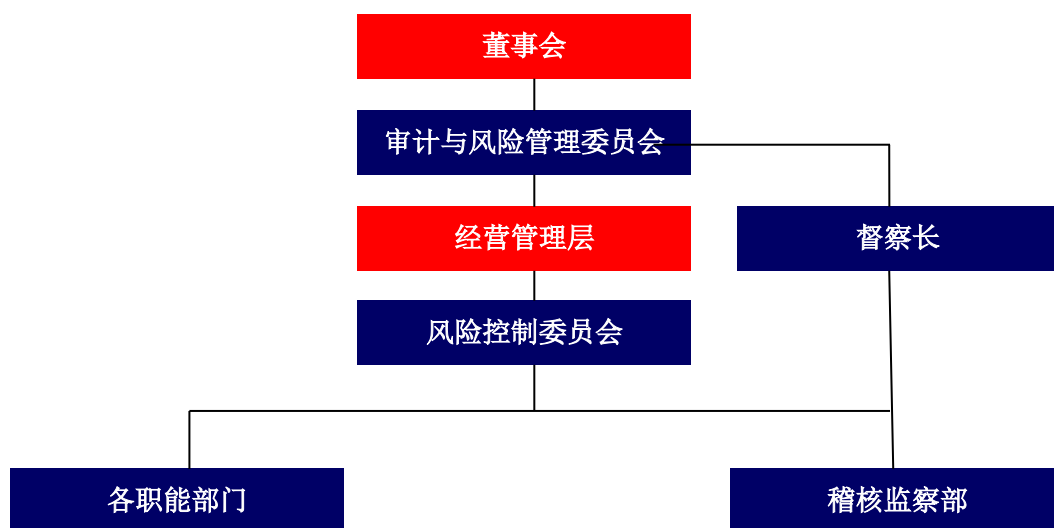 董事会
审计与风险管理委员会
经营管理层
督察长
风险控制委员会
各职能部门
稽核监察部